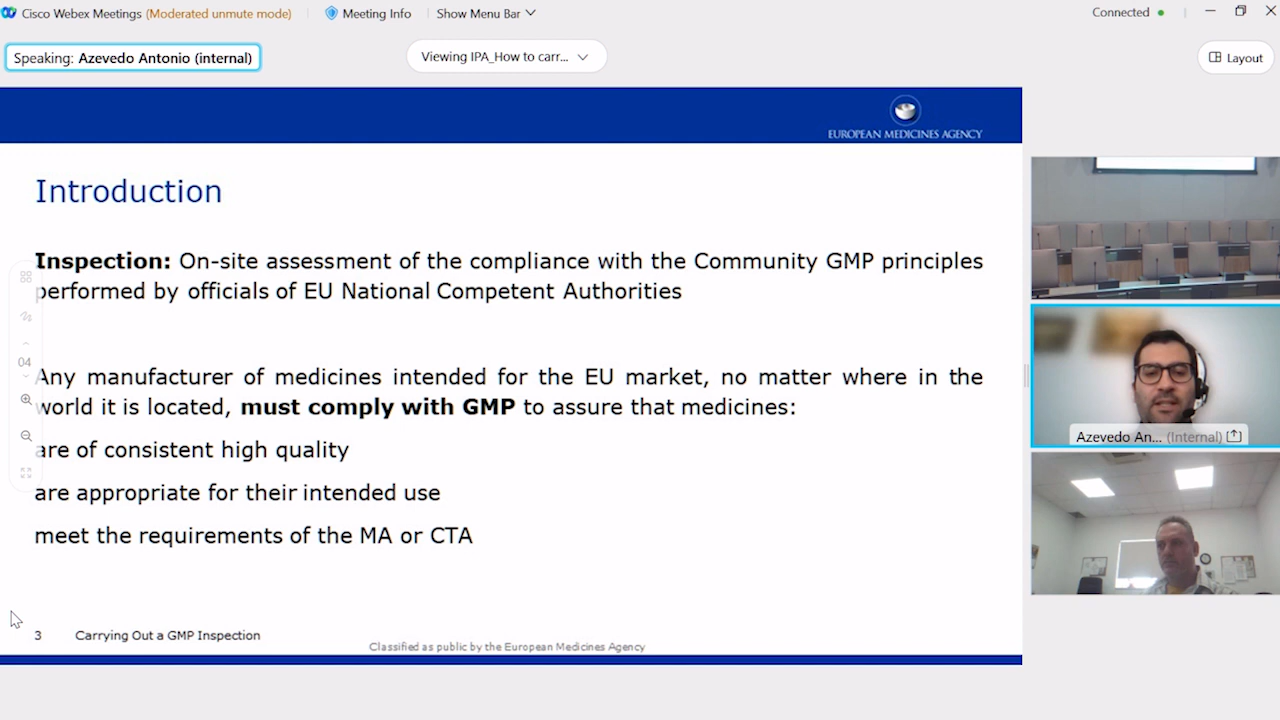 Cisco Webex Meetings (Moderated unmute mode)
Meeting Info
Show Menu Bar
Connected
Speaking: Azevedo Antonio (internal)
Viewing IPA_How to carr...
Layout
EUROPEAN MEDICINES AGENCY
Introduction
Inspection: On-site assessment of the compliance with the Community GMP principles
performed by officials of EU National Competent Authorities
04
Any manufacturer of medicines intended for the EU market, no matter where in the
world it is located, must comply with GMP to assure that medicines:
are of consistent high quality
are appropriate for their intended use
meet the requirements of the MA or CTA
3 Carrying Out a GMP Inspection
Classified as public by the European Medicines Agency
Azevedo An... (Internal)